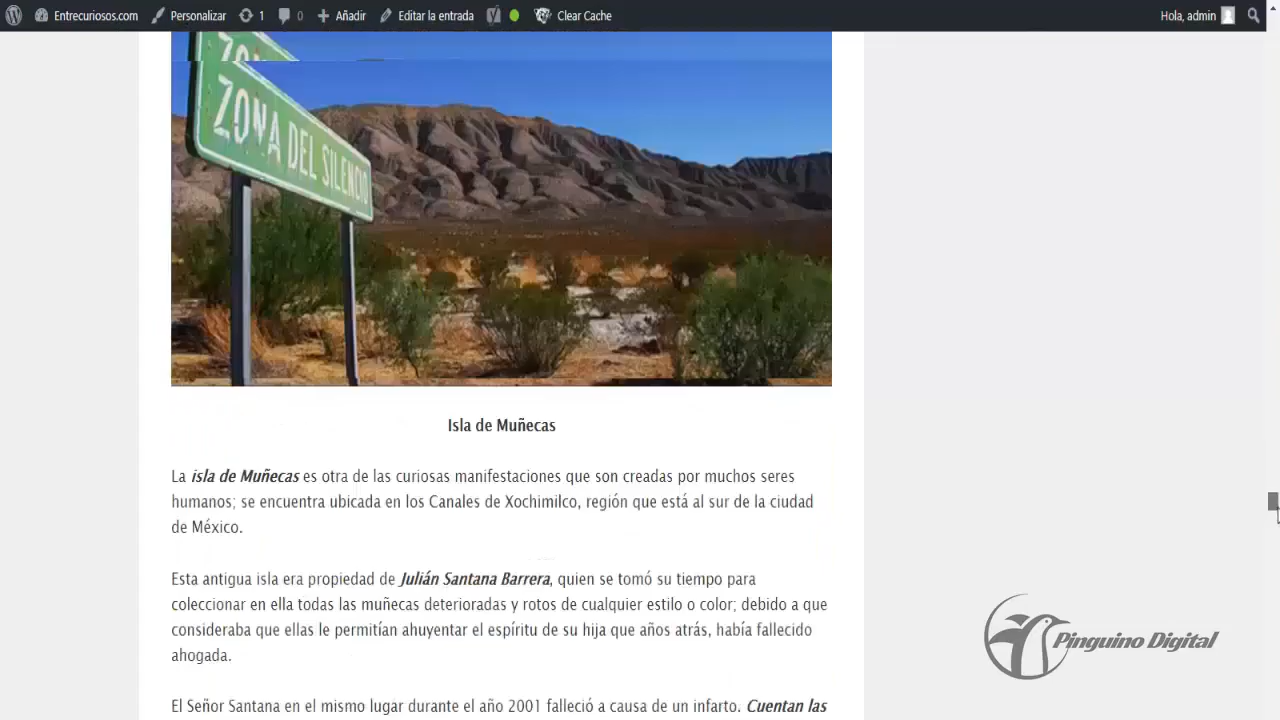 Entrecuriosos.com Personalizar 1 0 Añadir Editar la entrada Clear Cache Hola, admin
ZONA DEL SILENCIO
Isla de Muñecas
La isla de Muñecas es otra de las curiosas manifestaciones que son creadas por muchos seres
humanos; se encuentra ubicada en los Canales de Xochimilco, región que está al sur de la ciudad
de México.
Esta antigua isla era propiedad de Julián Santana Barrera, quien se tomó su tiempo para
coleccionar en ella todas las muñecas deterioradas y rotos de cualquier estilo o color; debido a que
consideraba que ellas le permitían ahuyentar el espíritu de su hija que años atrás, había fallecido
ahogada.
Pinguino Digital
El Señor Santana en el mismo lugar durante el año 2001 falleció a causa de un infarto. Cuentan las